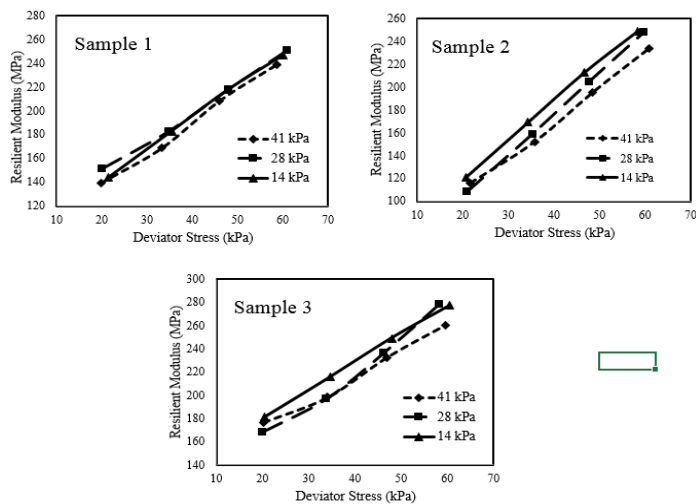 Sample 1
Resilient Modulus (MPa)
280
260
240
220
200
180
160
140
120
10 20 30 40 50 60 70
Deviator Stress (kPa)
41 kPa
28 kPa
14 kPa
Sample 2
Resilient Modulus (MPa)
260
240
220
200
180
160
140
120
100
10 20 30 40 50 60 70
Deviator Stress (kPa)
41 kPa
28 kPa
14 kPa
Sample 3
Resilient Modulus (MPa)
300
280
260
240
220
200
180
160
140
10 20 30 40 50 60 70
Deviator Stress (kPa)
41 kPa
28 kPa
14 kPa